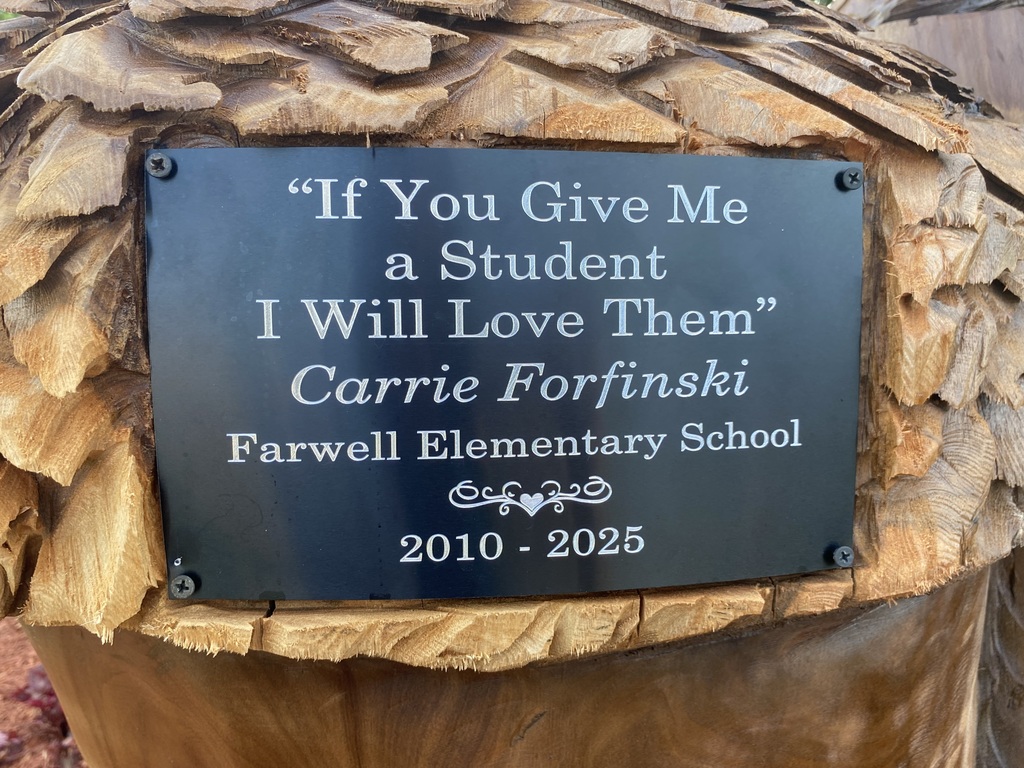 “If You Give Me
a Student
I Will Love Them”
Carrie Forfinski
Farwell Elementary School
2010 - 2025